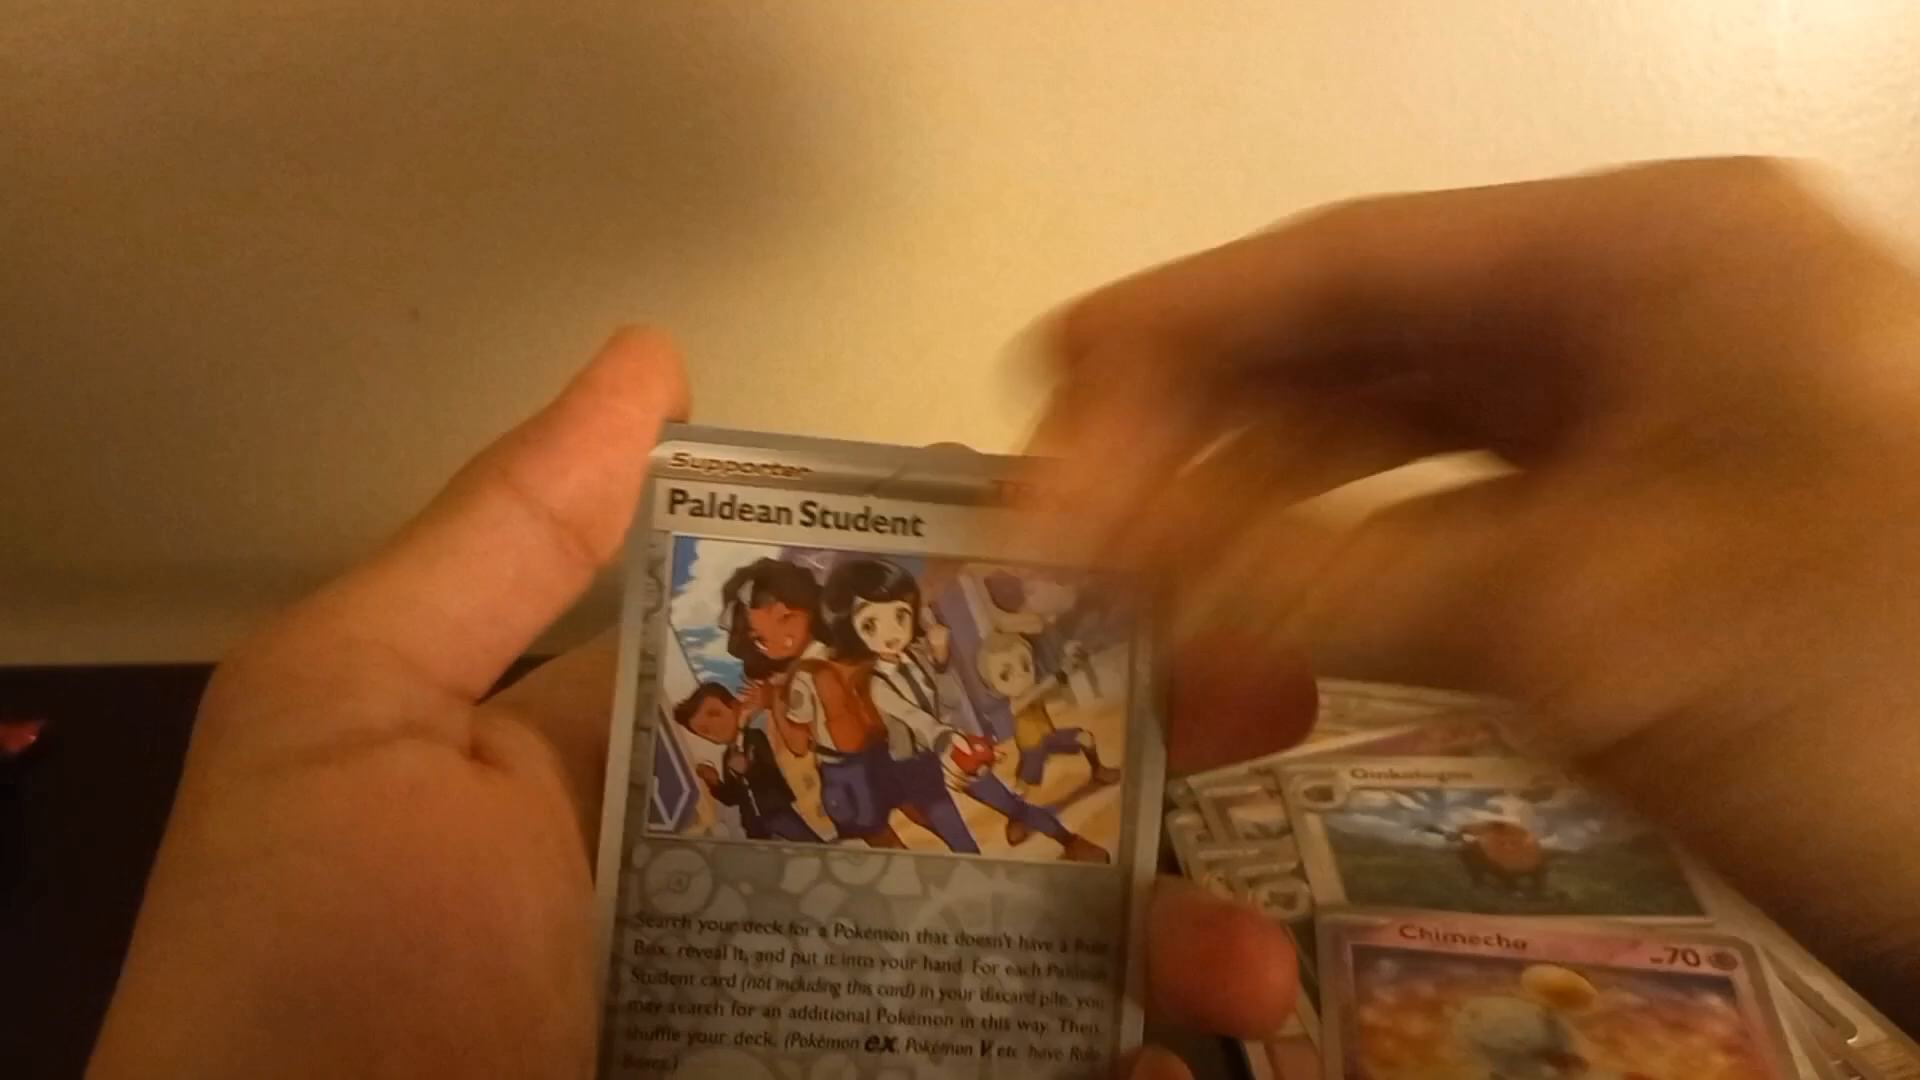 Supporter
Paldean Student
Search your deck for a Pokémon that doesn't have a Rule
Box, reveal it, and put it into your hand. For each Paldean
Student card (not including this card) in your discard pile, you
may search for an additional Pokémon in this way. Then,
shuffle your deck. (Pokémon ex, Pokémon V, etc. have Rule
Boxes.)
Chimecho
70